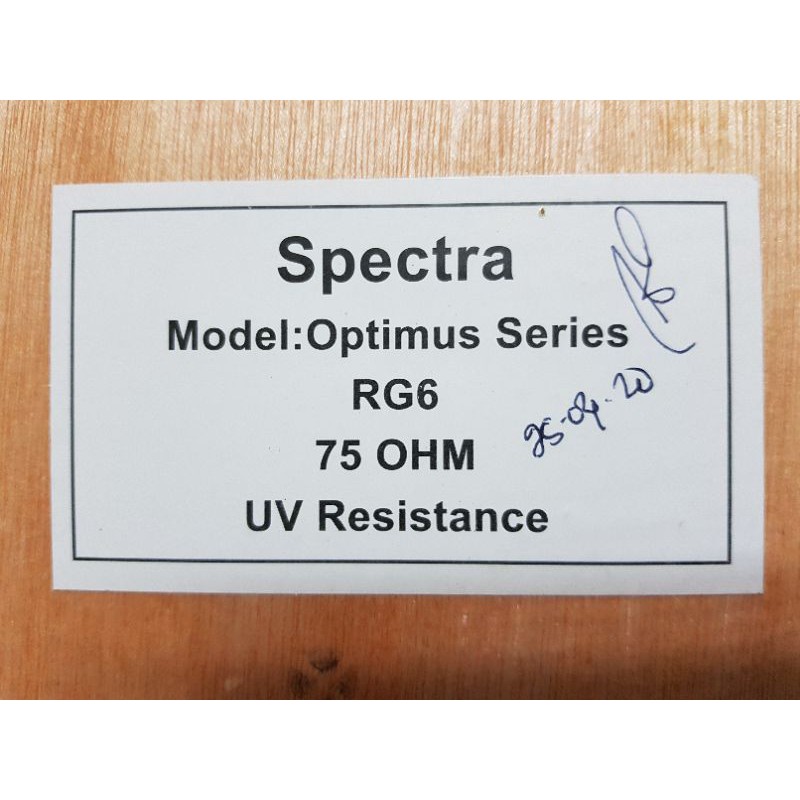 Spectra
Model:Optimus Series
RG6
75 OHM
UV Resistance
25-04-20